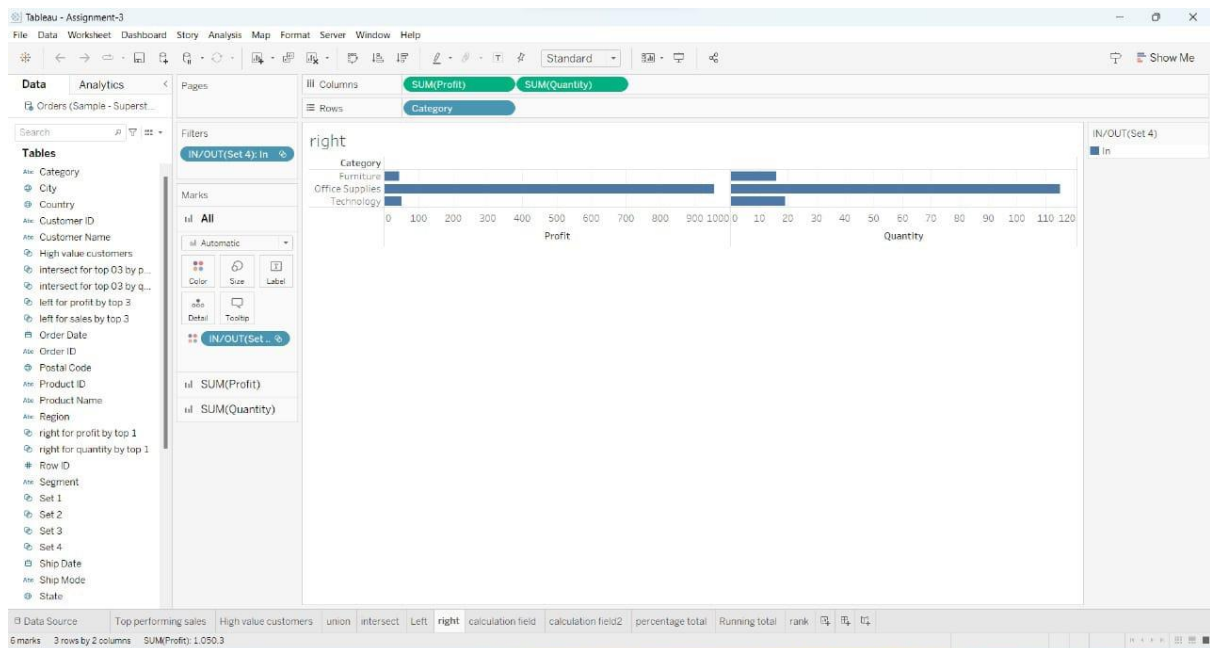 Tableau - Assignment-3
File Data Worksheet Dashboard Story Analysis Map Format Server Window Help
Standard
Show Me
Data Analytics
Orders (Sample - Superst...
Search
Tables
Abc Category
City
Country
Abc Customer ID
Abc Customer Name
High value customers
intersect for top 03 by p...
intersect for top 03 by q...
left for profit by top 3
left for sales by top 3
Order Date
Abc Order ID
Postal Code
Abc Product ID
Abc Product Name
Abc Region
right for profit by top 1
right for quantity by top 1
# Row ID
Abc Segment
Set 1
Set 2
Set 3
Set 4
Ship Date
Abc Ship Mode
State
Pages
Filters
IN/OUT(Set 4): In
Marks
All
Automatic
Color Size Label
Detail Tooltip
IN/OUT(Set ..
SUM(Profit)
SUM(Quantity)
Columns SUM(Profit) SUM(Quantity)
Rows Category
right
Category
Furniture
Office Supplies
Technology
0 100 200 300 400 500 600 700 800 900 1000 0 10 20 30 40 50 60 70 80 90 100 110 120
Profit Quantity
IN/OUT(Set 4)
In
Data Source Top performing sales High value customers union intersect Left right calculation field calculation field2 percentage total Running total rank
6 marks 3 rows by 2 columns SUM(Profit): 1,050.3